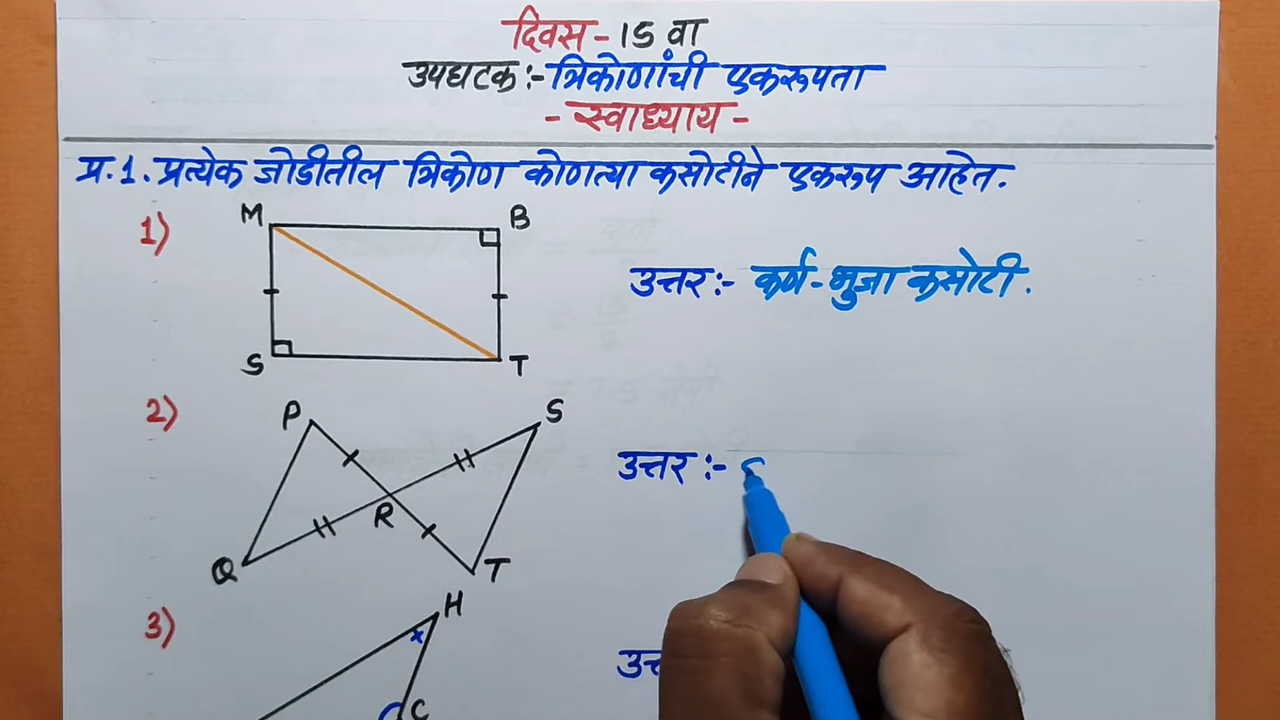 दिवस - 15 वा
उपघटक :- त्रिकोणांची एकरूपता
- स्वाध्याय -
प्र. 1. प्रत्येक जोडीतील त्रिकोण कोणत्या कसोटीने एकरूप आहेत.
1)
M B
S T
उत्तर :- कर्ण - भुजा कसोटी.
2)
P S
R
Q T
उत्तर :-
3)
H
C